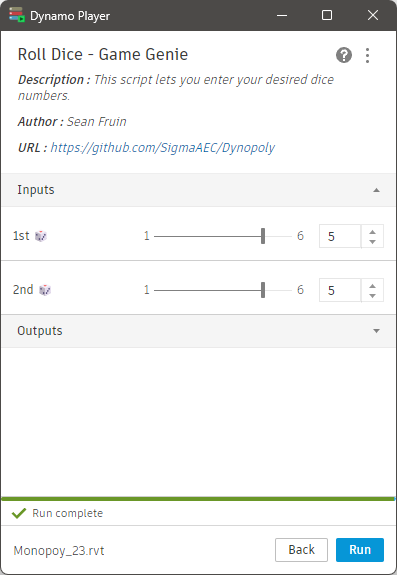 Dynamo Player
Roll Dice - Game Genie
Description : This script lets you enter your desired dice
numbers.
Author : Sean Fruin
URL : https://github.com/SigmaAEC/Dynopoly
Inputs
1st 1 6 5
2nd 1 6 5
Outputs
Run complete
Monopoy_23.rvt Back Run